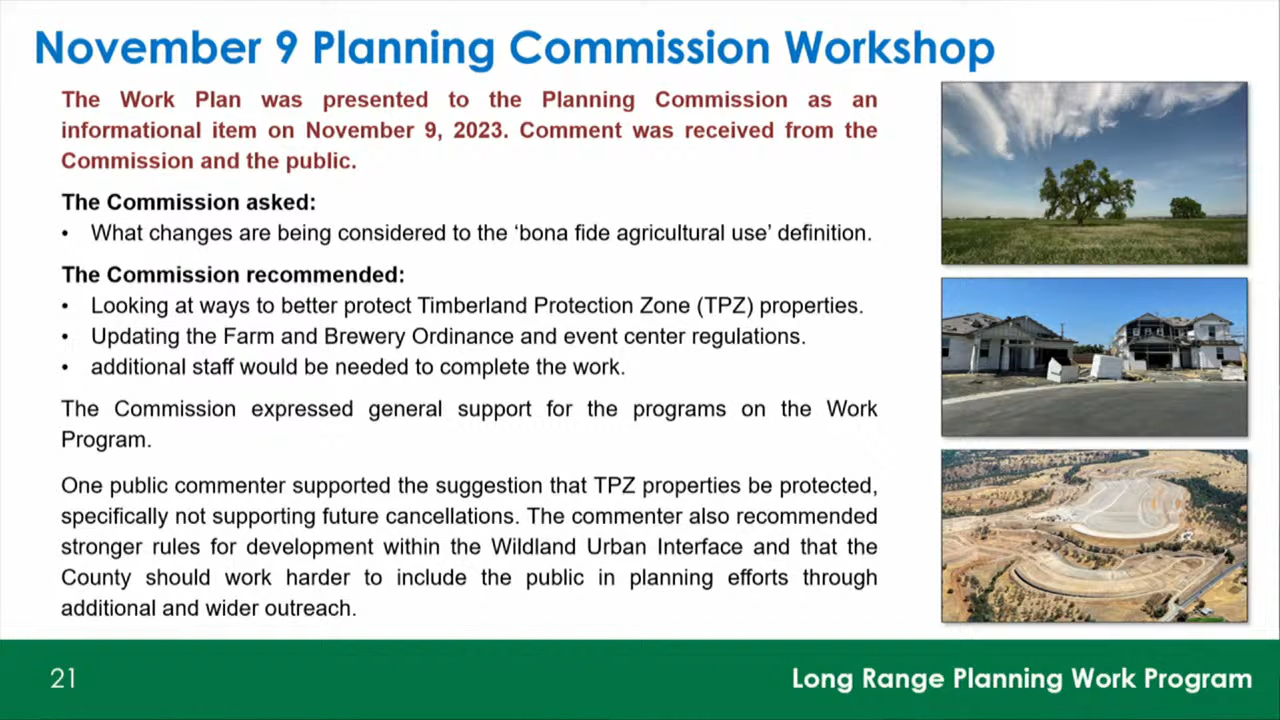 November 9 Planning Commission Workshop
The Work Plan was presented to the Planning Commission as an
informational item on November 9, 2023. Comment was received from the
Commission and the public.
The Commission asked:
• What changes are being considered to the ‘bona fide agricultural use’ definition.
The Commission recommended:
• Looking at ways to better protect Timberland Protection Zone (TPZ) properties.
• Updating the Farm and Brewery Ordinance and event center regulations.
• additional staff would be needed to complete the work.
The Commission expressed general support for the programs on the Work
Program.
One public commenter supported the suggestion that TPZ properties be protected,
specifically not supporting future cancellations. The commenter also recommended
stronger rules for development within the Wildland Urban Interface and that the
County should work harder to include the public in planning efforts through
additional and wider outreach.
21
Long Range Planning Work Program